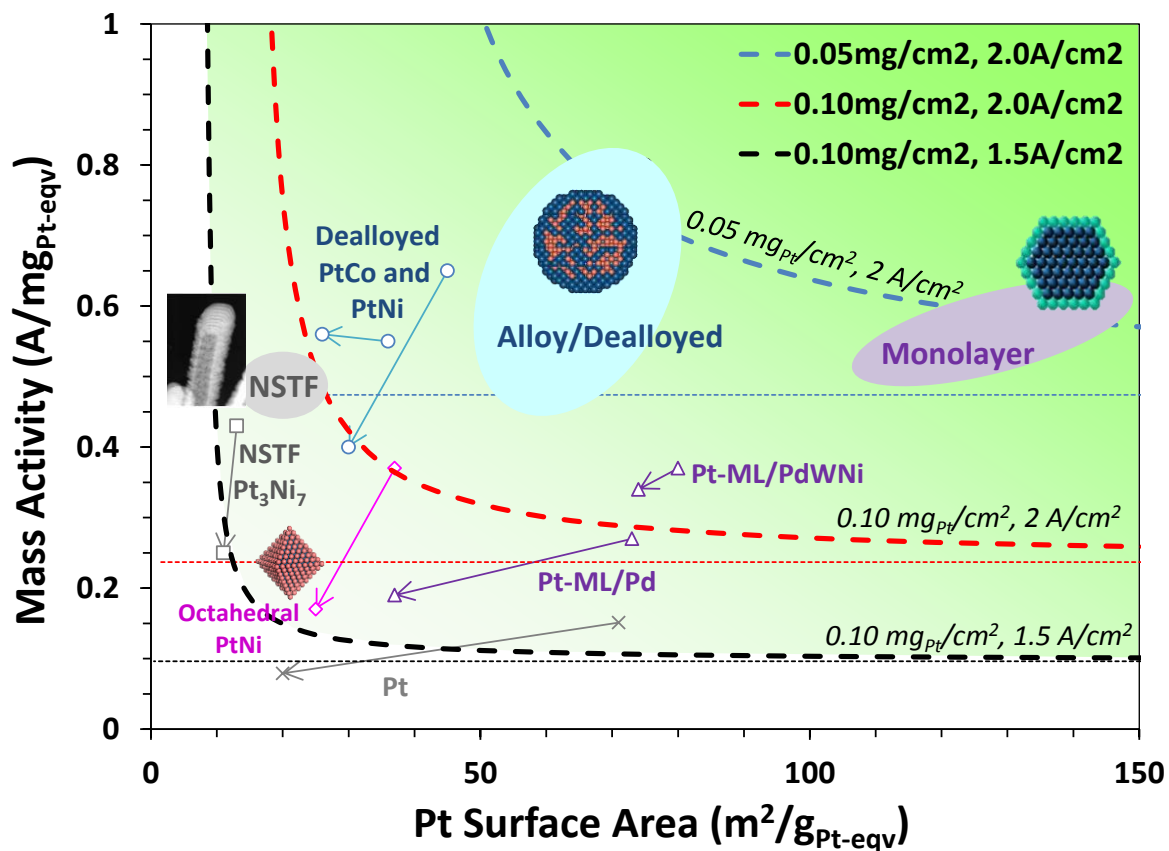 1
0.8
0.6
0.4
0.2
0
0
50
100
150
Mass Activity (A/mgPt-eqv)
Pt Surface Area (m2/gPt-eqv)
0.05mg/cm2, 2.0A/cm2
0.10mg/cm2, 2.0A/cm2
0.10mg/cm2, 1.5A/cm2
0.05 mgPt/cm2, 2 A/cm2
Dealloyed
PtCo and
PtNi
Alloy/Dealloyed
Monolayer
NSTF
NSTF
Pt3Ni7
Pt-ML/PdWNi
0.10 mgPt/cm2, 2 A/cm2
Pt-ML/Pd
Octahedral
PtNi
0.10 mgPt/cm2, 1.5 A/cm2
Pt